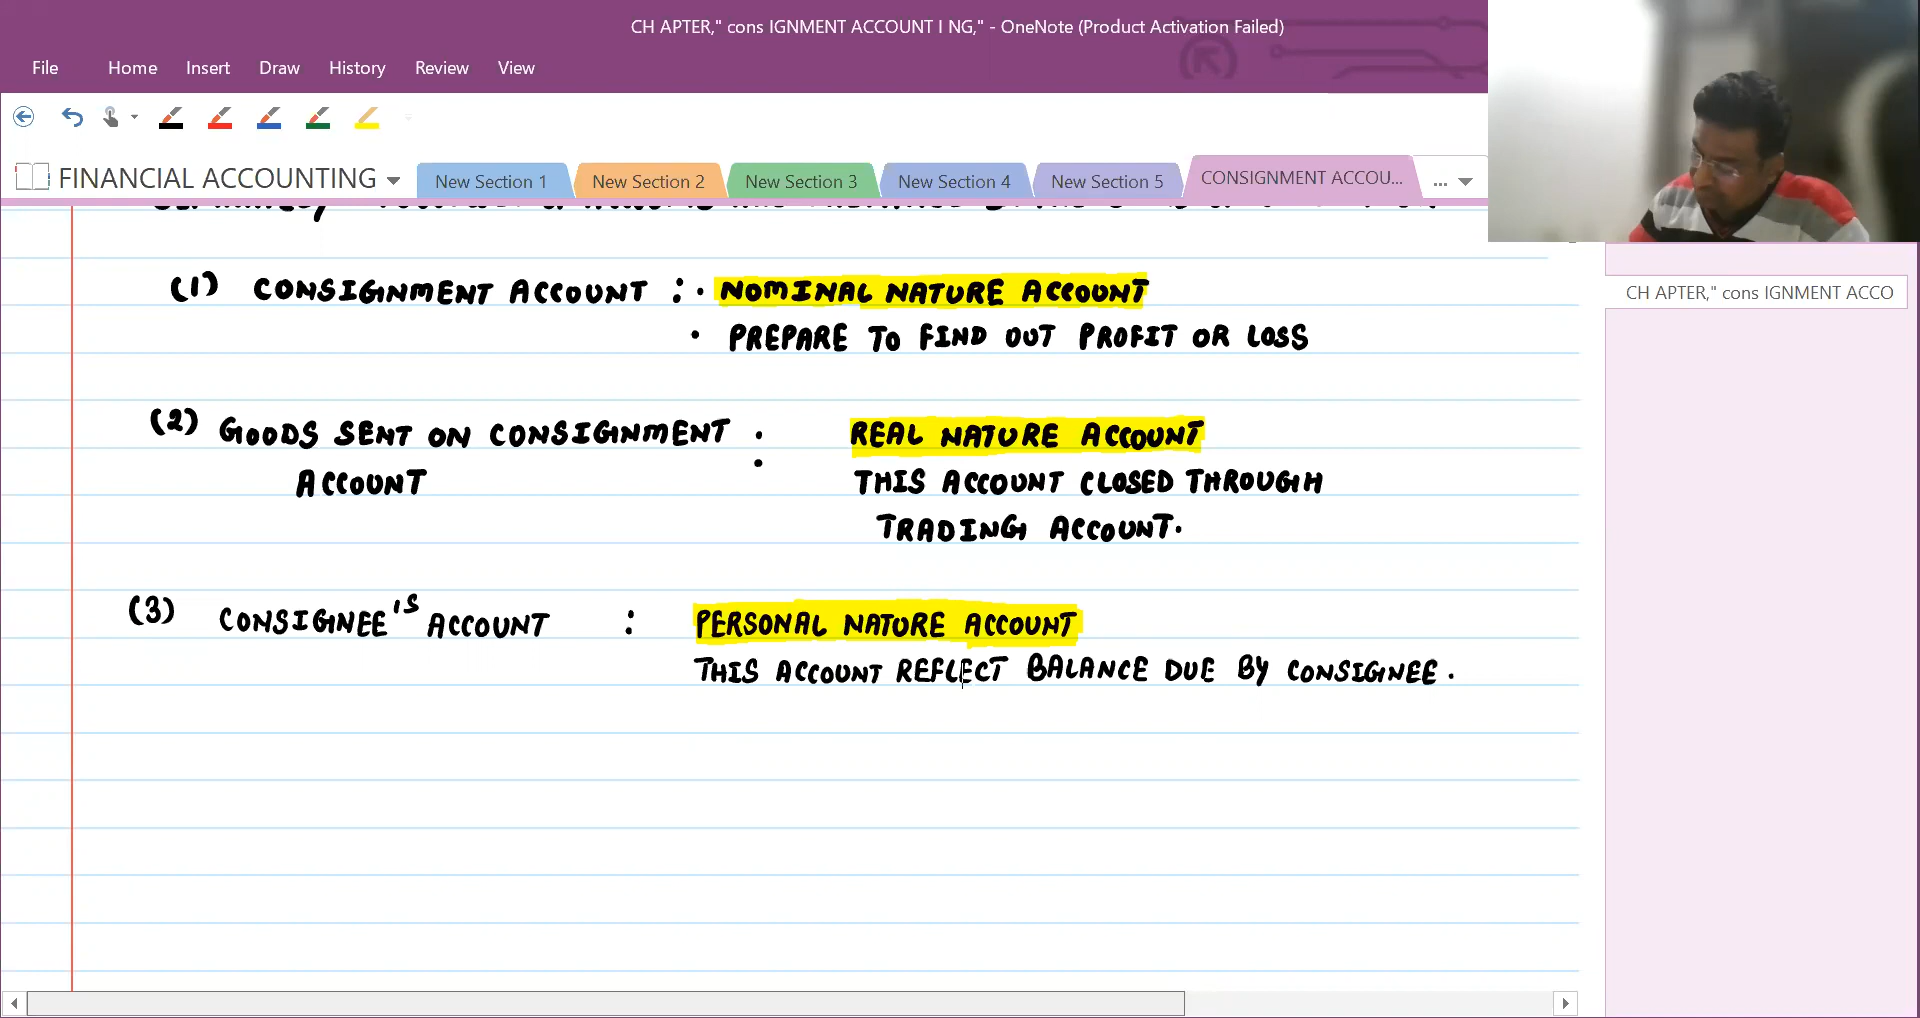 CH APTER," cons IGNMENT ACCOUNT I NG," - OneNote (Product Activation Failed)
File Home Insert Draw History Review View
FINANCIAL ACCOUNTING New Section 1 New Section 2 New Section 3 New Section 4 New Section 5 CONSIGNMENT ACCOU... ...
CH APTER," cons IGNMENT ACCO
(1) CONSIGNMENT ACCOUNT : • NOMINAL NATURE ACCOUNT
• PREPARE TO FIND OUT PROFIT OR LOSS
(2) GOODS SENT ON CONSIGNMENT : REAL NATURE ACCOUNT
ACCOUNT THIS ACCOUNT CLOSED THROUGH
TRADING ACCOUNT.
(3) CONSIGNEE'S ACCOUNT : PERSONAL NATURE ACCOUNT
THIS ACCOUNT REFLECT BALANCE DUE BY CONSIGNEE.